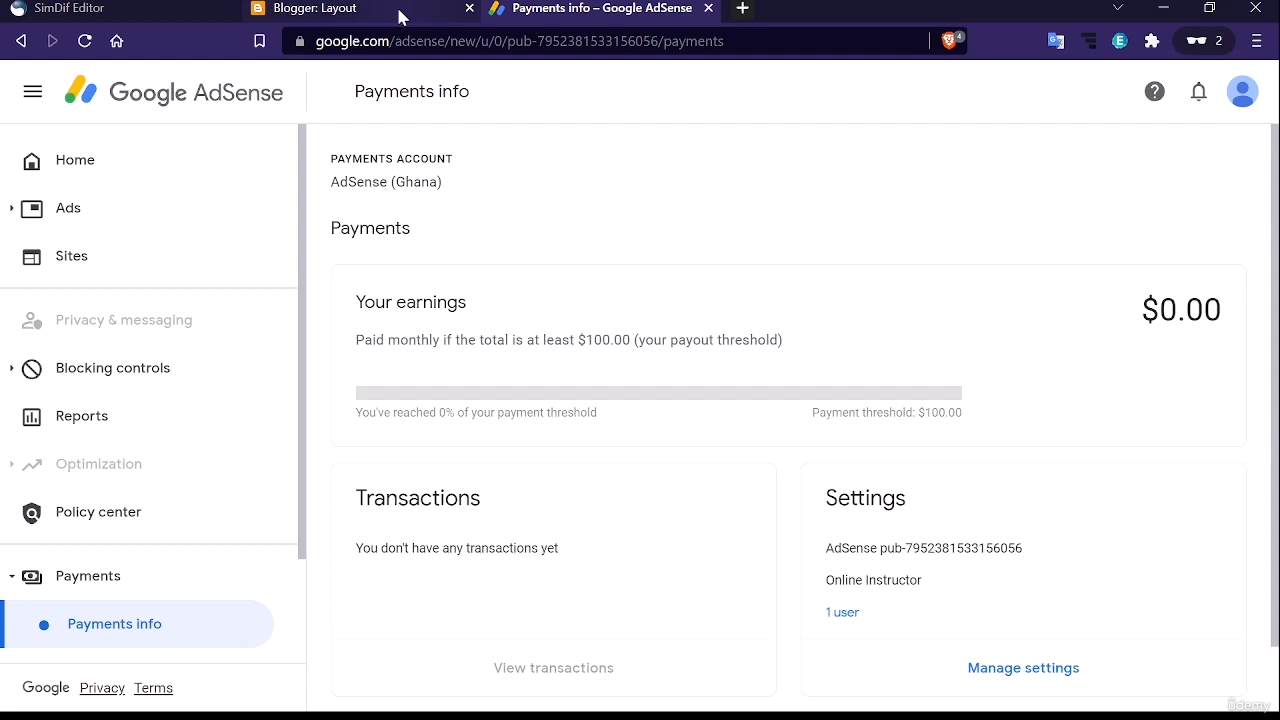 SimDif Editor
Blogger: Layout
Payments info – Google AdSense
google.com/adsense/new/u/0/pub-7952381533156056/payments
4
2
Google AdSense
Payments info
Home
Ads
Sites
Privacy & messaging
Blocking controls
Reports
Optimization
Policy center
Payments
Payments info
Google Privacy Terms
PAYMENTS ACCOUNT
AdSense (Ghana)
Payments
Your earnings
$0.00
Paid monthly if the total is at least $100.00 (your payout threshold)
You've reached 0% of your payment threshold
Payment threshold: $100.00
Transactions
You don't have any transactions yet
View transactions
Settings
AdSense pub-7952381533156056
Online Instructor
1 user
Manage settings
Udemy